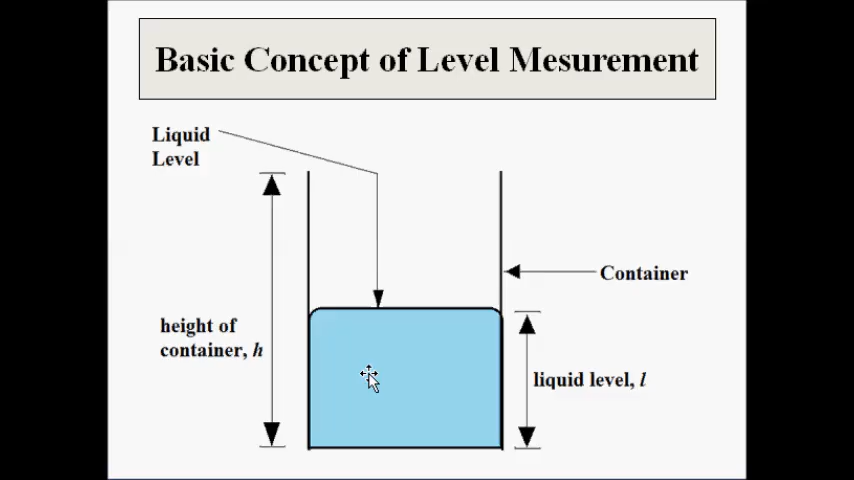 Basic Concept of Level Mesurement
Liquid
Level
Container
height of
container, h
liquid level, l